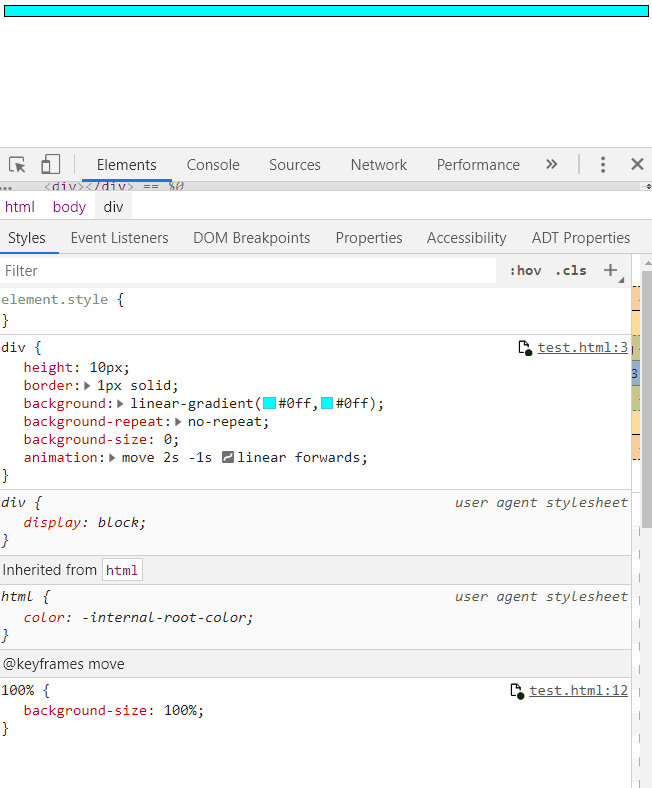 Elements Console Sources Network Performance »
... <div></div> == $0
html body div
Styles Event Listeners DOM Breakpoints Properties Accessibility ADT Properties
Filter :hov .cls +
element.style {
}
div { test.html:3
height: 10px;
border: 1px solid;
background: linear-gradient(#0ff, #0ff);
background-repeat: no-repeat;
background-size: 0;
animation: move 2s -1s linear forwards;
}
div { user agent stylesheet
display: block;
}
Inherited from html
html { user agent stylesheet
color: -internal-root-color;
}
@keyframes move
100% { test.html:12
background-size: 100%;
}